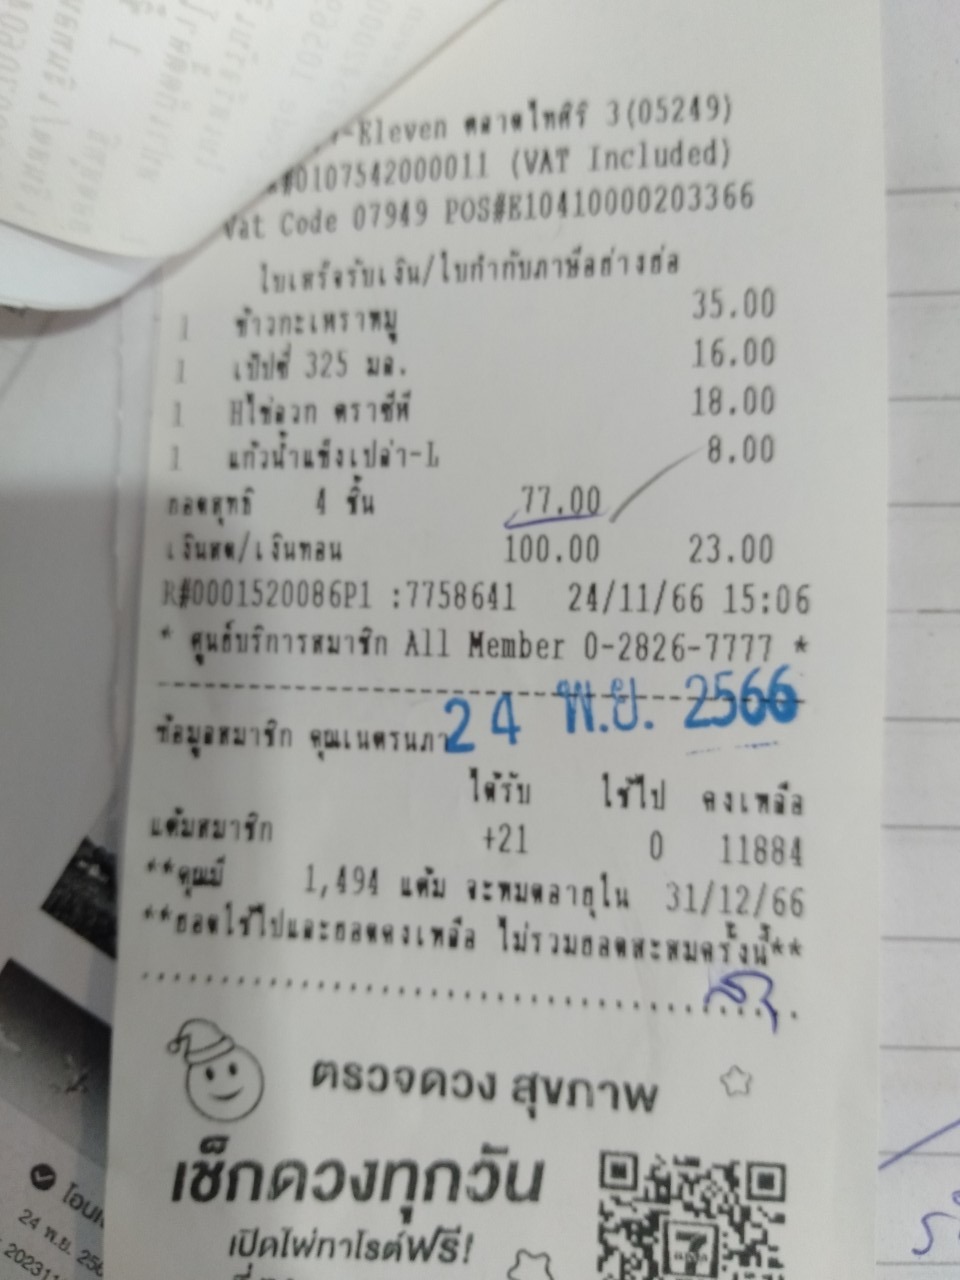 -Eleven ตลาดไทศิริ 3(05249)
#0107542000011 (VAT Included)
Vat Code 07949 POS#E10410000203366
ใบเสร็จรับเงิน/ใบกำกับภาษีอย่างย่อ
1 ข้าวกะเพราหมู 35.00
1 เป๊ปซี่ 325 มล. 16.00
1 Hไข่ลวก ตราซีพี 18.00
1 แก้วน้ำแข็งเปล่า-L 8.00
ยอดสุทธิ 4 ชิ้น 77.00
เงินสด/เงินทอน 100.00 23.00
R#0001520086P1 :7758641 24/11/66 15:06
* ศูนย์บริการสมาชิก All Member 0-2826-7777 *
24 พ.ย. 2566
ข้อมูลสมาชิก คุณเนตรนภา
ได้รับ ใช้ไป คงเหลือ
แต้มสมาชิก +21 0 11884
**คุณมี 1,494 แต้ม จะหมดอายุใน 31/12/66
**ยอดใช้ไปและยอดคงเหลือ ไม่รวมยอดสะสมครั้งนี้**
ตรวจดวง สุขภาพ
เช็กดวงทุกวัน
เปิดไพ่ทาโรต์ฟรี!
24 พ.ย. 256